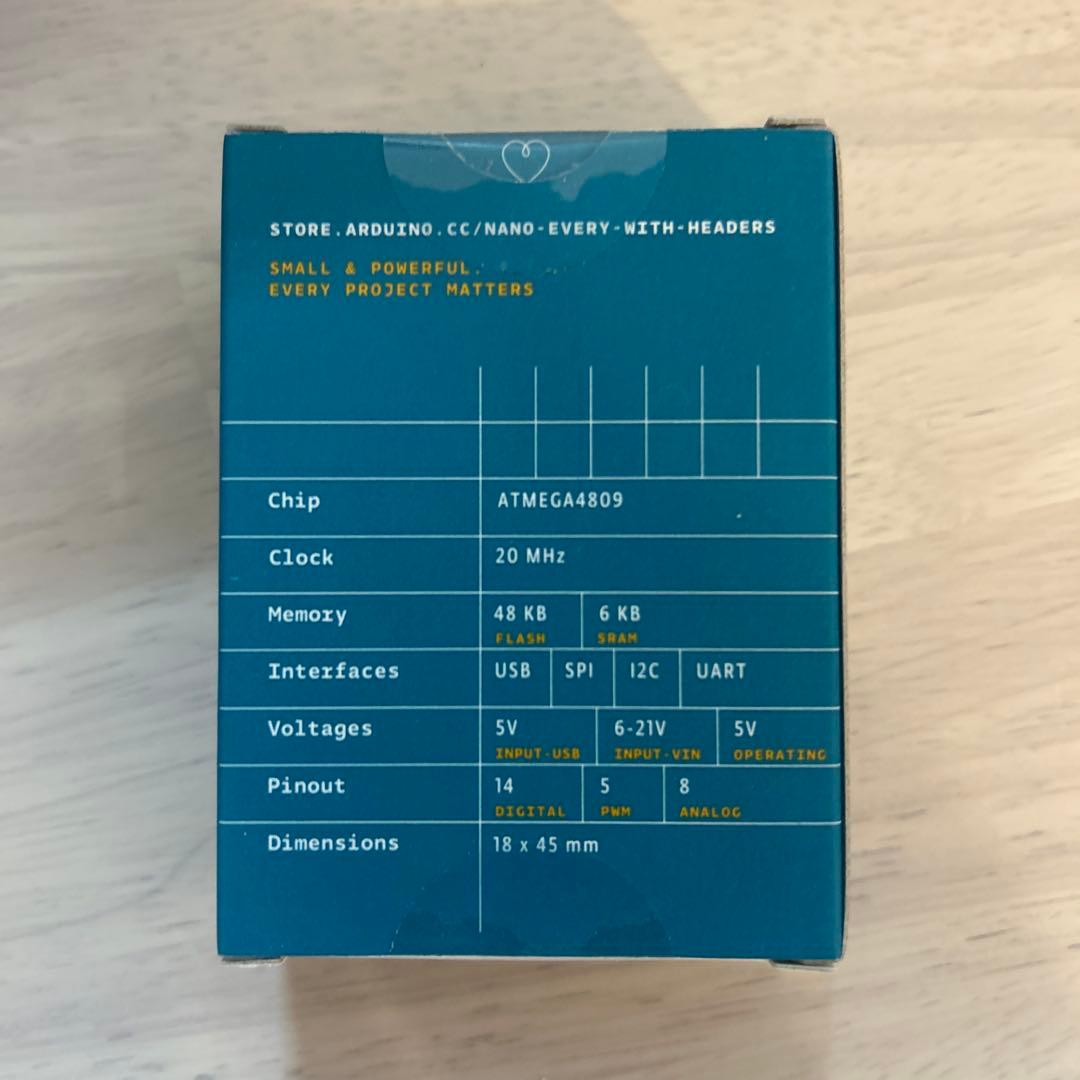 STORE.ARDUINO.CC/NANO-EVERY-WITH-HEADERS
SMALL & POWERFUL.
EVERY PROJECT MATTERS
Chip ATMEGA4809
Clock 20 MHz
Memory 48 KB 6 KB
FLASH SRAM
Interfaces USB SPI I2C UART
Voltages 5V 6-21V 5V
INPUT-USB INPUT-VIN OPERATING
Pinout 14 5 8
DIGITAL PWM ANALOG
Dimensions 18 x 45 mm